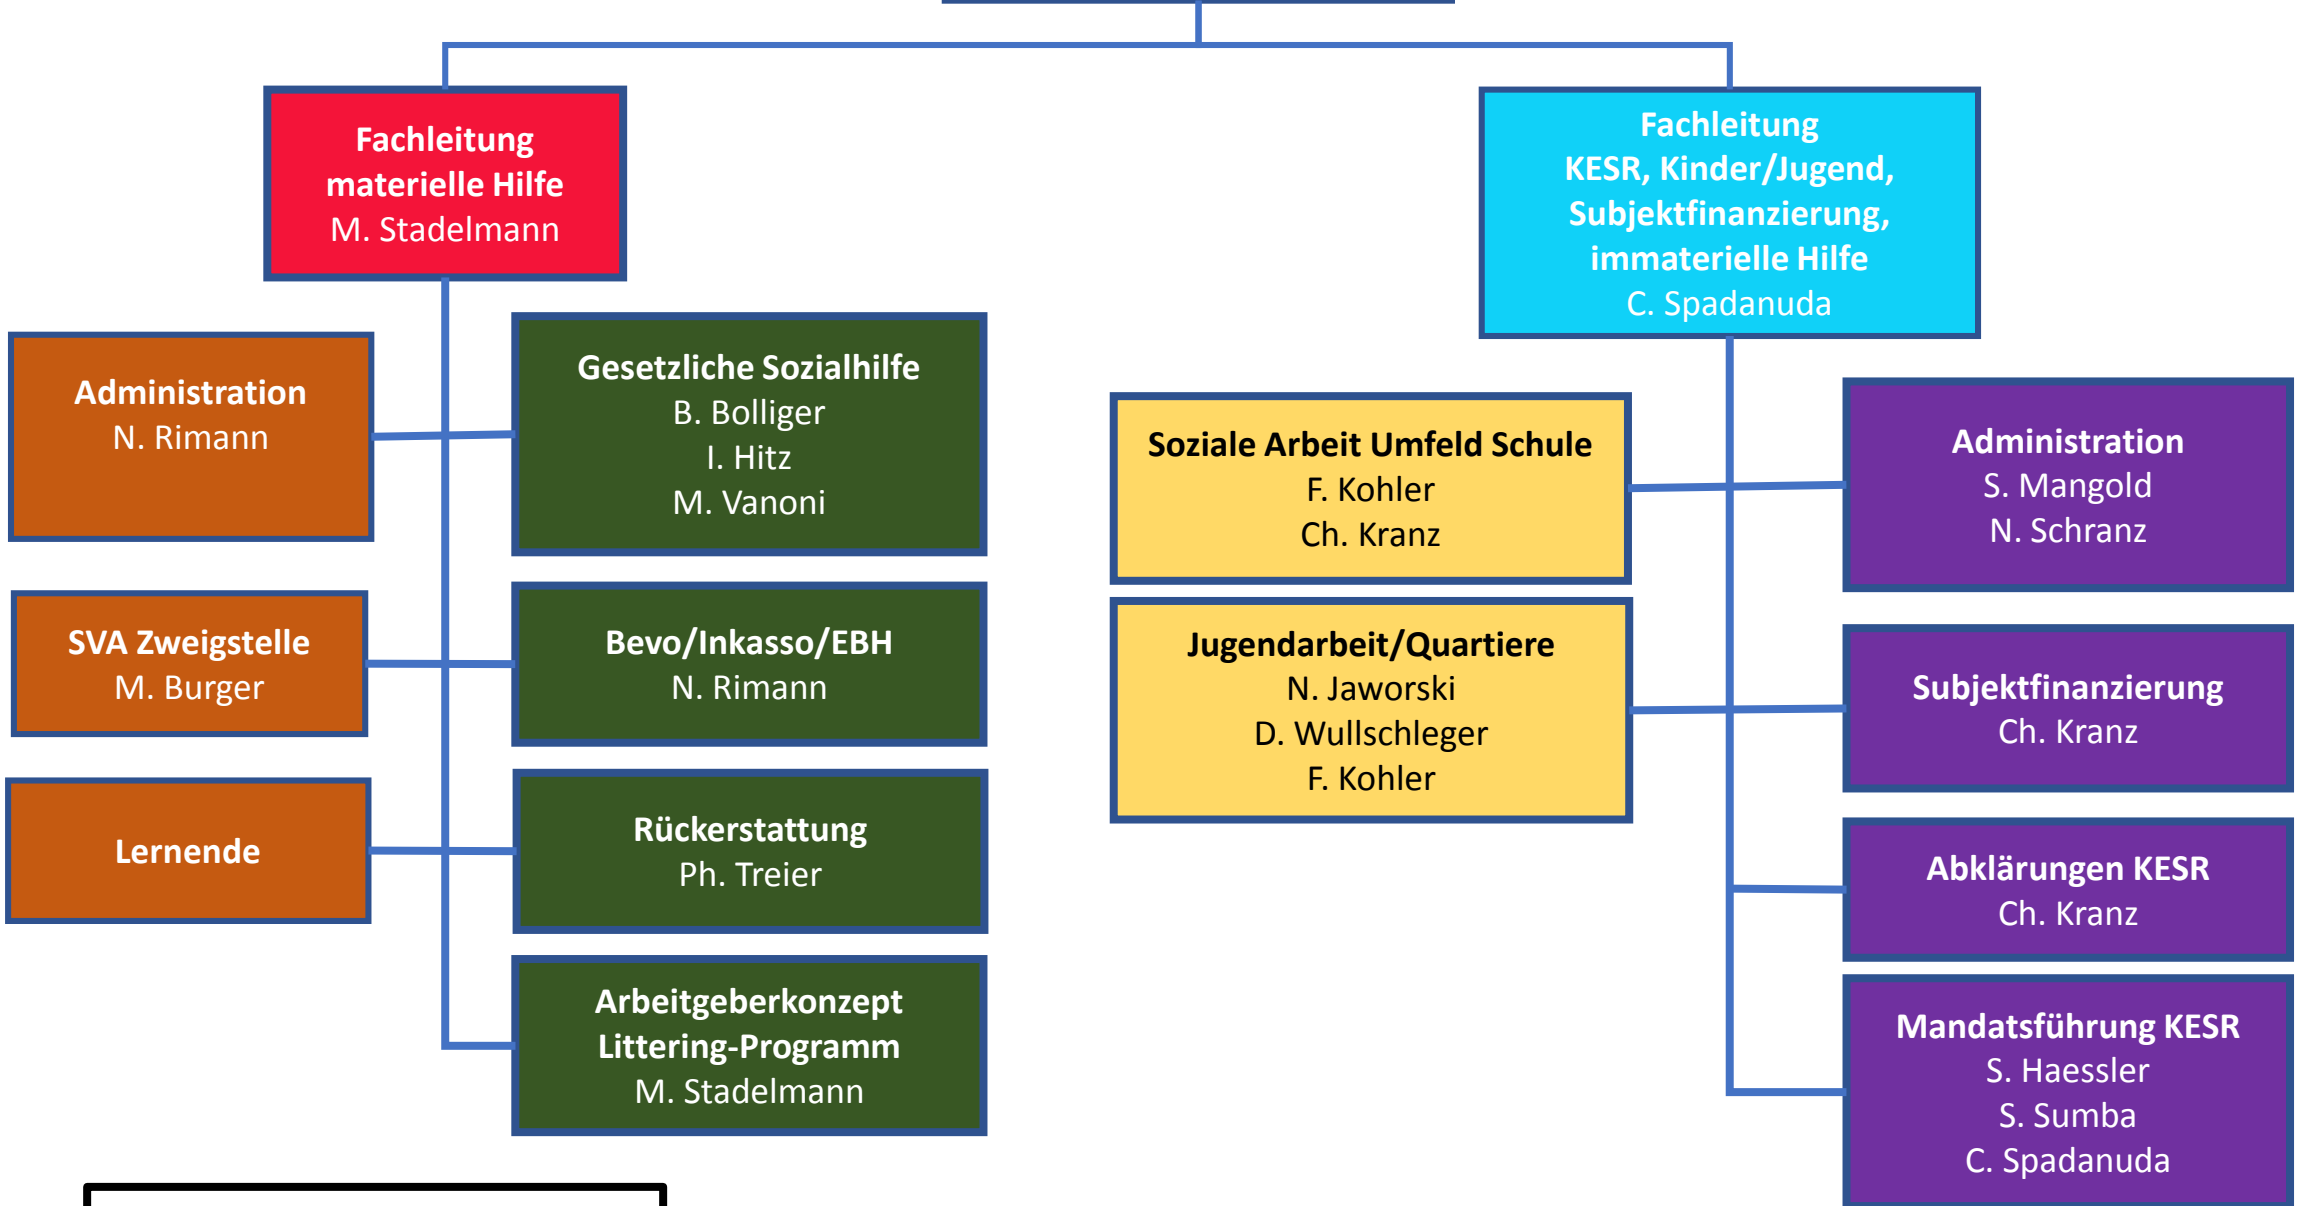 Fachleitung
materielle Hilfe
M. Stadelmann
Fachleitung
KESR, Kinder/Jugend,
Subjektfinanzierung,
immaterielle Hilfe
C. Spadanuda
Administration
N. Rimann
Gesetzliche Sozialhilfe
B. Bolliger
I. Hitz
M. Vanoni
SVA Zweigstelle
M. Burger
Bevo/Inkasso/EBH
N. Rimann
Lernende
Rückerstattung
Ph. Treier
Arbeitgeberkonzept
Littering-Programm
M. Stadelmann
Soziale Arbeit Umfeld Schule
F. Kohler
Ch. Kranz
Administration
S. Mangold
N. Schranz
Jugendarbeit/Quartiere
N. Jaworski
D. Wullschleger
F. Kohler
Subjektfinanzierung
Ch. Kranz
Abklärungen KESR
Ch. Kranz
Mandatsführung KESR
S. Haessler
S. Sumba
C. Spadanuda